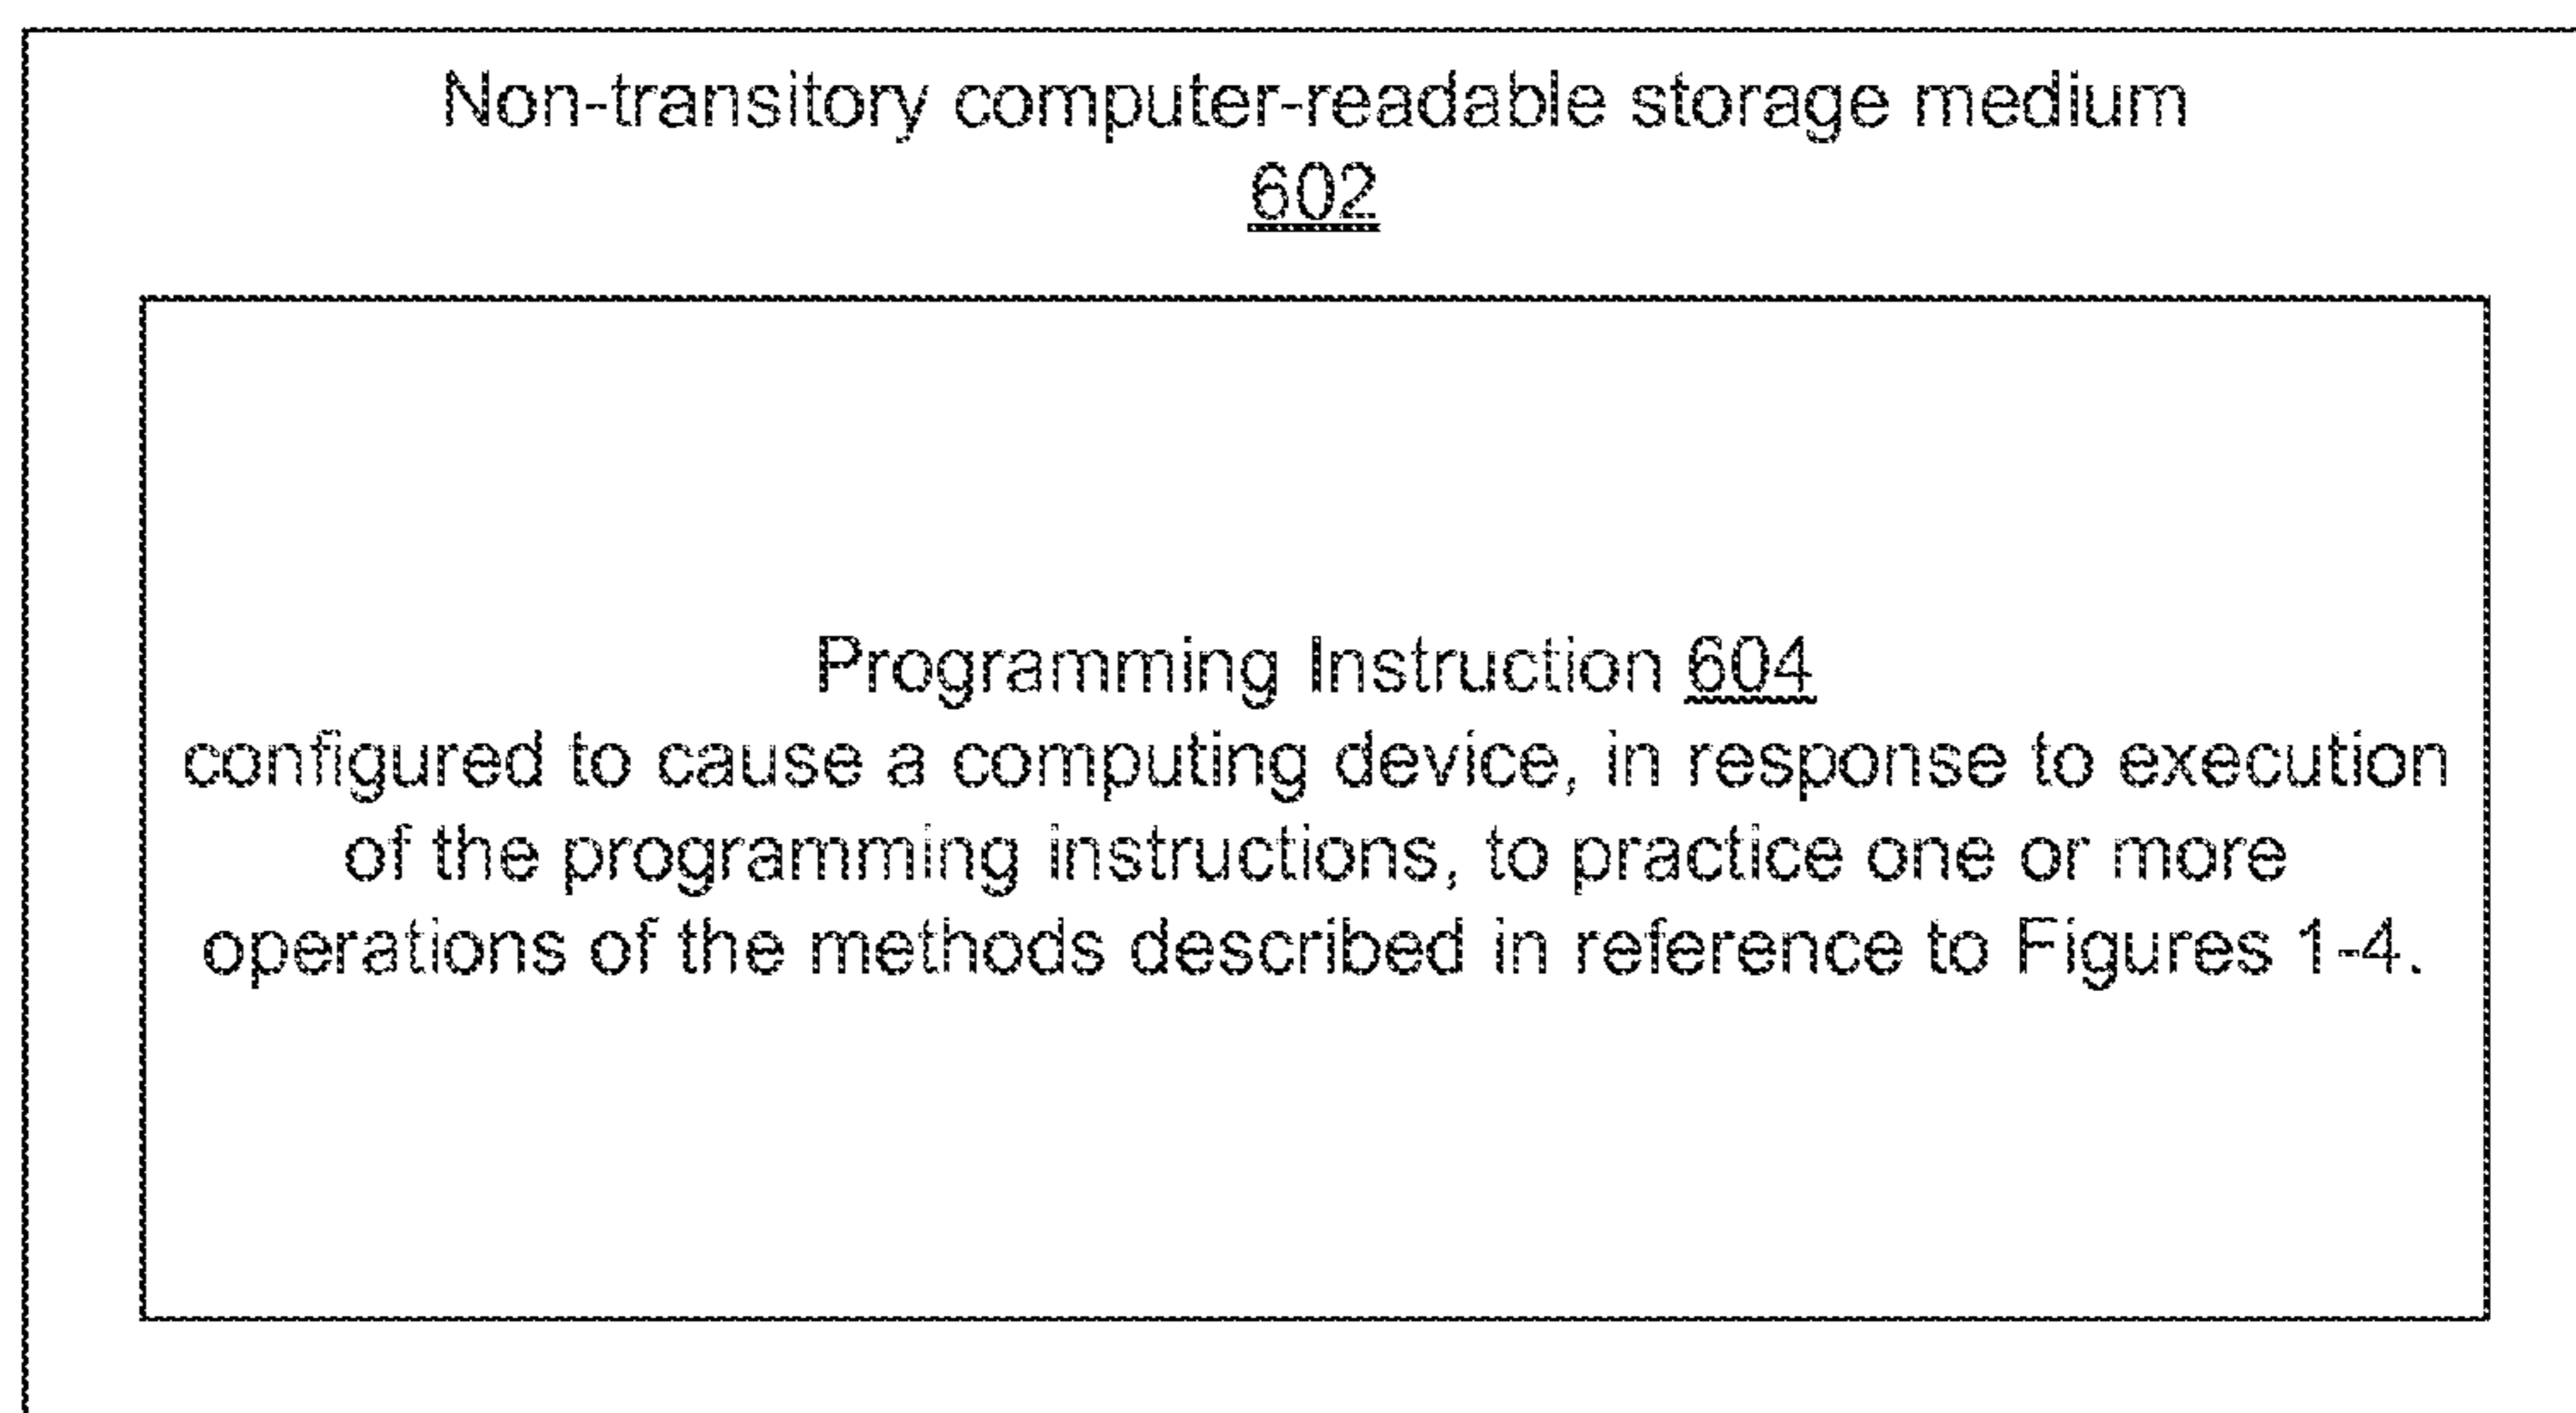 Non-transitory computer-readable storage medium
602
Programming Instruction 604
configured to cause a computing device, in response to execution
of the programming instructions, to practice one or more
operations of the methods described in reference to Figures 1-4.